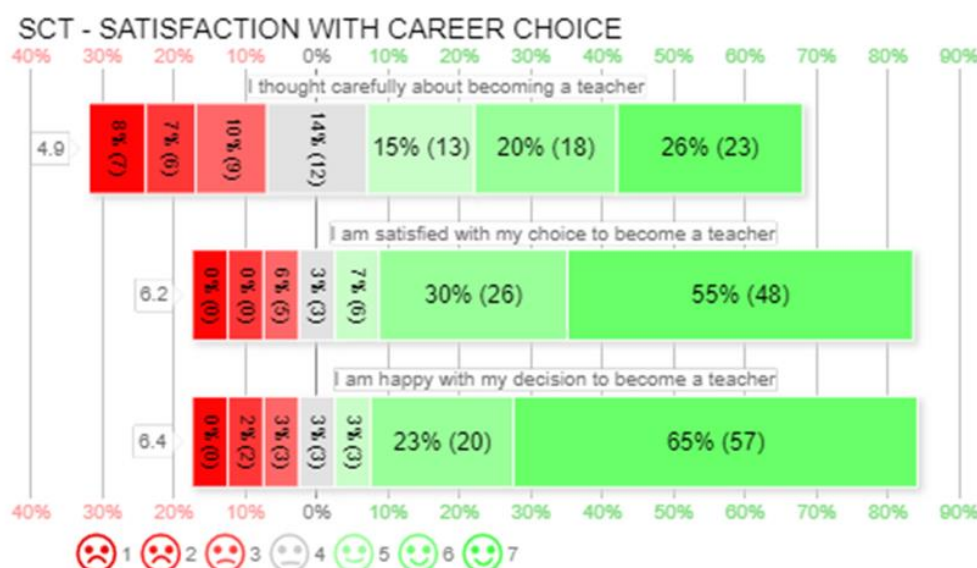 SCT - SATISFACTION WITH CAREER CHOICE
40% 30% 20% 10% 0% 10% 20% 30% 40% 50% 60% 70% 80% 90%
I thought carefully about becoming a teacher
4.9 8% (7) 7% (6) 10% (9) 14% (12) 15% (13) 20% (18) 26% (23)
I am satisfied with my choice to become a teacher
6.2 0% (0) 0% (0) 6% (5) 3% (3) 7% (6) 30% (26) 55% (48)
I am happy with my decision to become a teacher
6.4 0% (0) 2% (2) 3% (3) 3% (3) 3% (3) 23% (20) 65% (57)
40% 30% 20% 10% 0% 10% 20% 30% 40% 50% 60% 70% 80% 90%
1 2 3 4 5 6 7